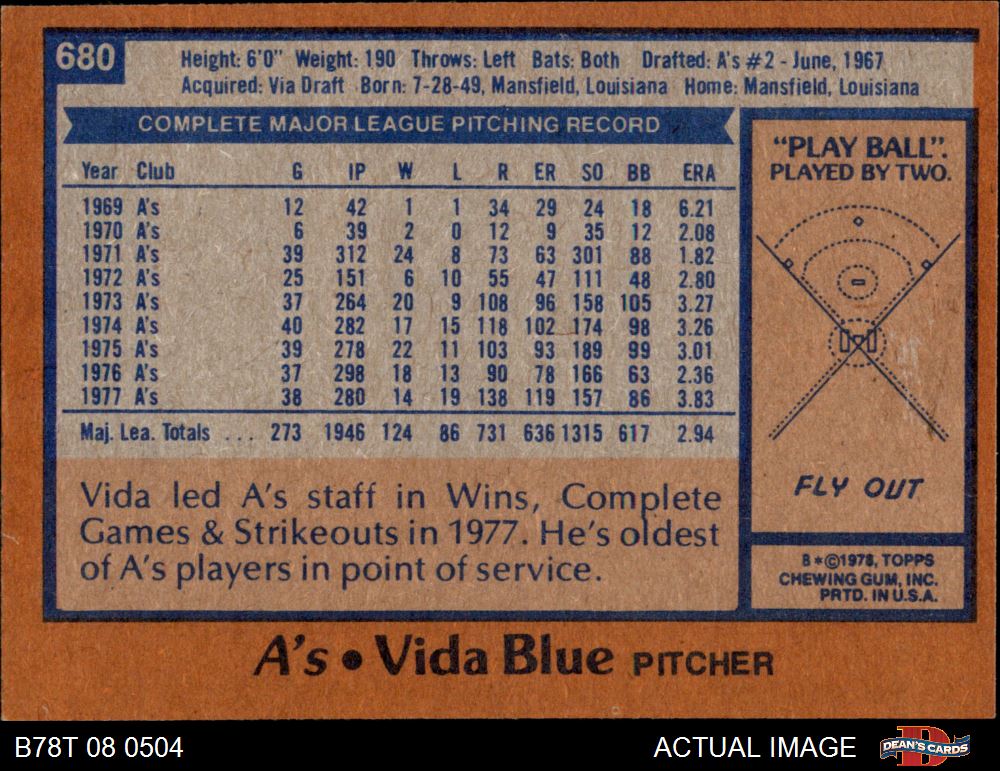 680
Height: 6'0" Weight: 190 Throws: Left Bats: Both Drafted: A's #2 - June, 1967
Acquired: Via Draft Born: 7-28-49, Mansfield, Louisiana Home: Mansfield, Louisiana
COMPLETE MAJOR LEAGUE PITCHING RECORD
Year Club G IP W L R ER SO BB ERA
1969 A's 12 42 1 1 34 29 24 18 6.21
1970 A's 6 39 2 0 12 9 35 12 2.08
1971 A's 39 312 24 8 73 63 301 88 1.82
1972 A's 25 151 6 10 55 47 111 48 2.80
1973 A's 37 264 20 9 108 96 158 105 3.27
1974 A's 40 282 17 15 118 102 174 98 3.26
1975 A's 39 278 22 11 103 93 189 99 3.01
1976 A's 37 298 18 13 90 78 166 63 2.36
1977 A's 38 280 14 19 138 119 157 86 3.83
Maj. Lea. Totals ... 273 1946 124 86 731 636 1315 617 2.94
Vida led A's staff in Wins, Complete
Games & Strikeouts in 1977. He's oldest
of A's players in point of service.
"PLAY BALL".
PLAYED BY TWO.
FLY OUT
8*©1978, TOPPS
CHEWING GUM, INC.
PRTD. IN U.S.A.
A's • Vida Blue PITCHER
B78T 08 0504
ACTUAL IMAGE
DEAN'S CARDS